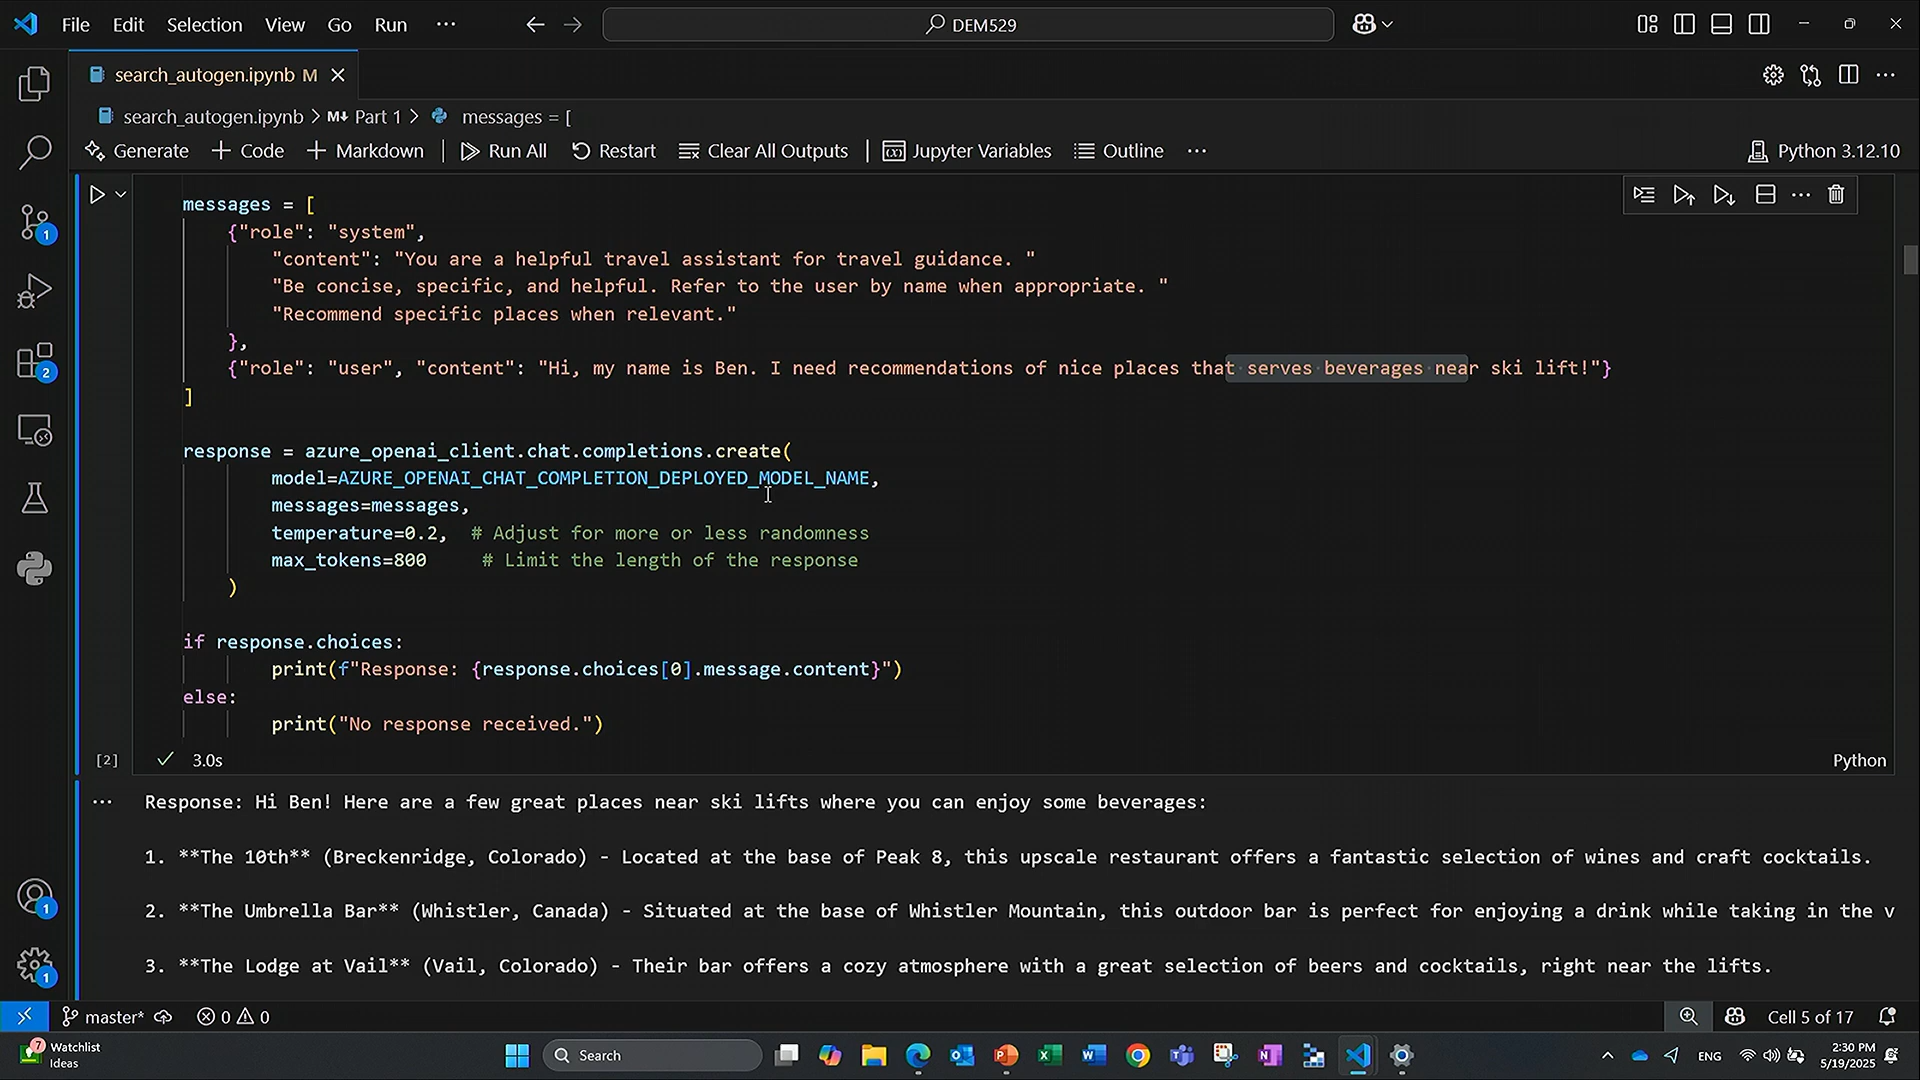 File Edit Selection View Go Run ··· DEM529
search_autogen.ipynb M
search_autogen.ipynb > M↓ Part 1 > messages = [
Generate + Code + Markdown | Run All Restart Clear All Outputs | Jupyter Variables Outline ··· Python 3.12.10
messages = [
{"role": "system",
"content": "You are a helpful travel assistant for travel guidance. "
"Be concise, specific, and helpful. Refer to the user by name when appropriate. "
"Recommend specific places when relevant."
},
{"role": "user", "content": "Hi, my name is Ben. I need recommendations of nice places that serves beverages near ski lift!"}
]
response = azure_openai_client.chat.completions.create(
model=AZURE_OPENAI_CHAT_COMPLETION_DEPLOYED_MODEL_NAME,
messages=messages,
temperature=0.2, # Adjust for more or less randomness
max_tokens=800 # Limit the length of the response
)
if response.choices:
print(f"Response: {response.choices[0].message.content}")
else:
print("No response received.")
[2] 3.0s Python
Response: Hi Ben! Here are a few great places near ski lifts where you can enjoy some beverages:
1. **The 10th** (Breckenridge, Colorado) - Located at the base of Peak 8, this upscale restaurant offers a fantastic selection of wines and craft cocktails.
2. **The Umbrella Bar** (Whistler, Canada) - Situated at the base of Whistler Mountain, this outdoor bar is perfect for enjoying a drink while taking in the v
3. **The Lodge at Vail** (Vail, Colorado) - Their bar offers a cozy atmosphere with a great selection of beers and cocktails, right near the lifts.
1
2
1
1
master* 0 0 Cell 5 of 17
7 Watchlist
Ideas
Search
ENG
2:30 PM
5/19/2025